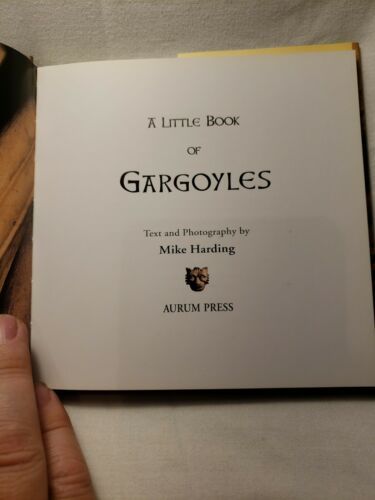 A Little Book
of
Gargoyles
Text and Photography by
Mike Harding
AURUM PRESS